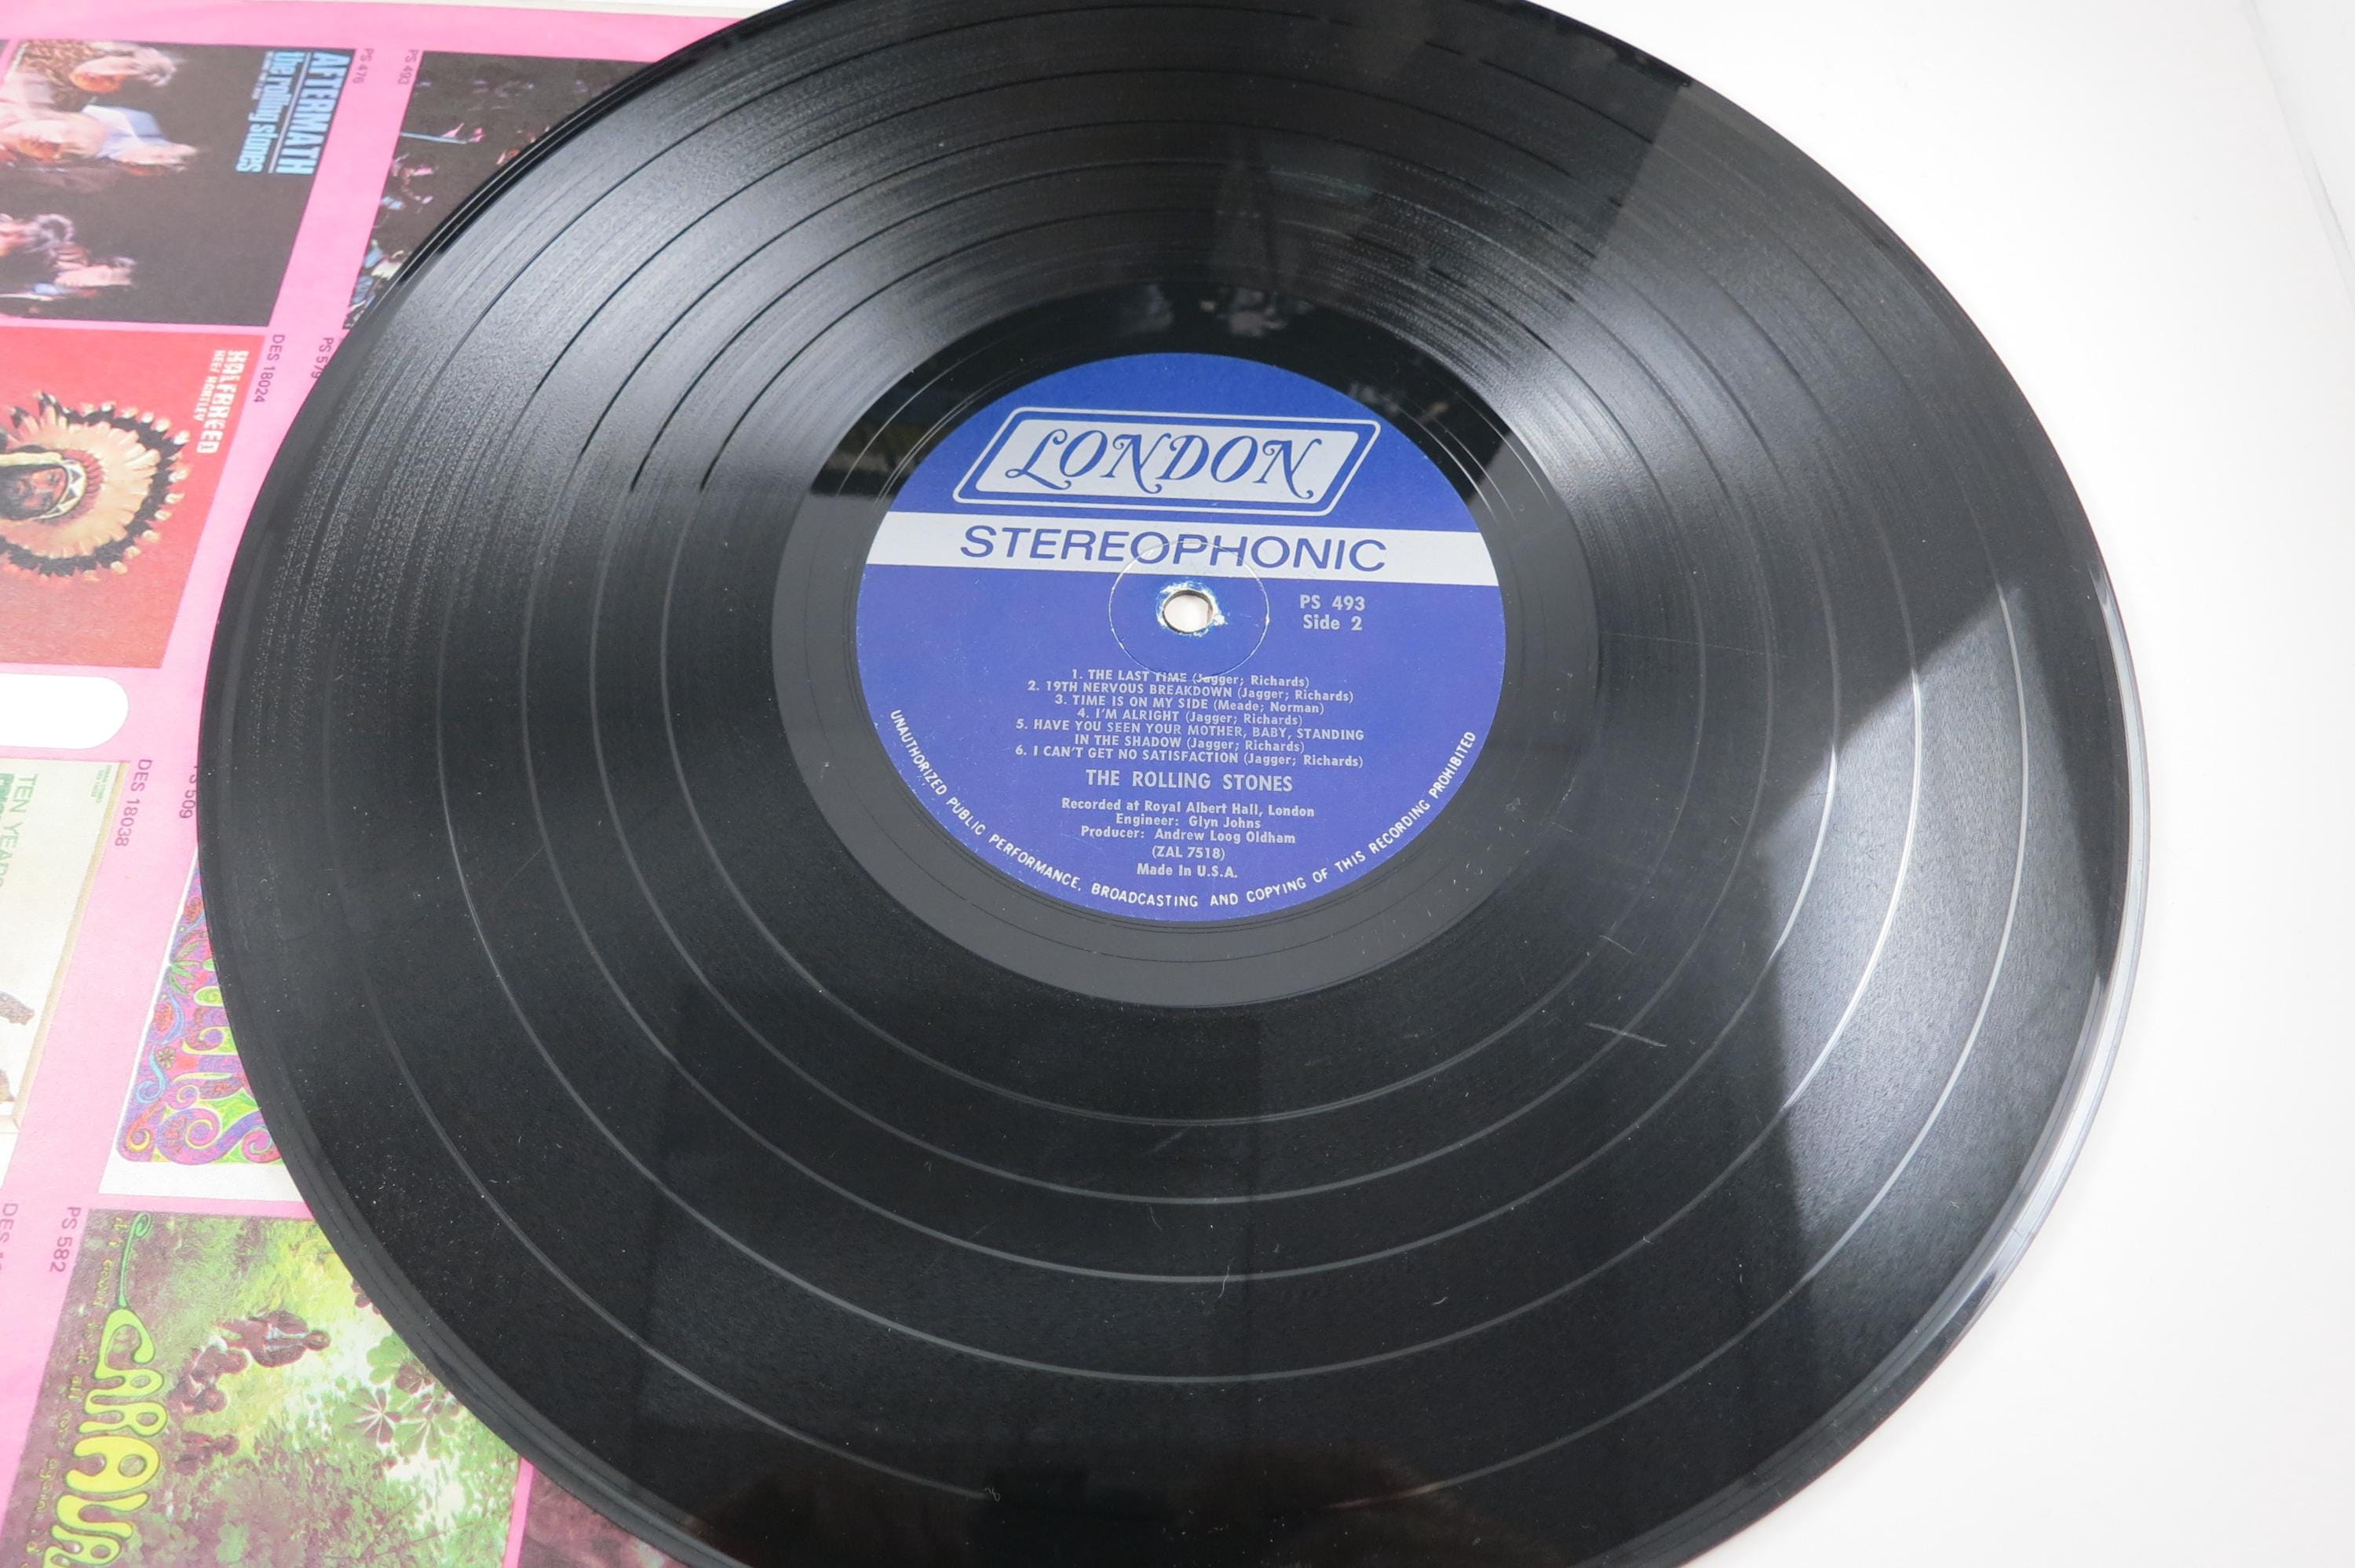 AFTERMATH
the rolling stones
PS 476
PS 493
HALFBREED
KEEF HARTLEY
DES 18024
PS 579
TEN YEARS
DES 18038
PS 509
DES
PS 582
CARAVAN
LONDON
STEREOPHONIC
PS 493
Side 2
1. THE LAST TIME (Jagger; Richards)
2. 19TH NERVOUS BREAKDOWN (Jagger; Richards)
3. TIME IS ON MY SIDE (Meade; Norman)
4. I'M ALRIGHT (Jagger; Richards)
5. HAVE YOU SEEN YOUR MOTHER, BABY, STANDING
IN THE SHADOW (Jagger; Richards)
6. I CAN'T GET NO SATISFACTION (Jagger; Richards)
THE ROLLING STONES
Recorded at Royal Albert Hall, London
Engineer: Glyn Johns
Producer: Andrew Loog Oldham
(ZAL 7518)
Made In U.S.A.
UNAUTHORIZED PUBLIC PERFORMANCE, BROADCASTING AND COPYING OF THIS RECORDING PROHIBITED